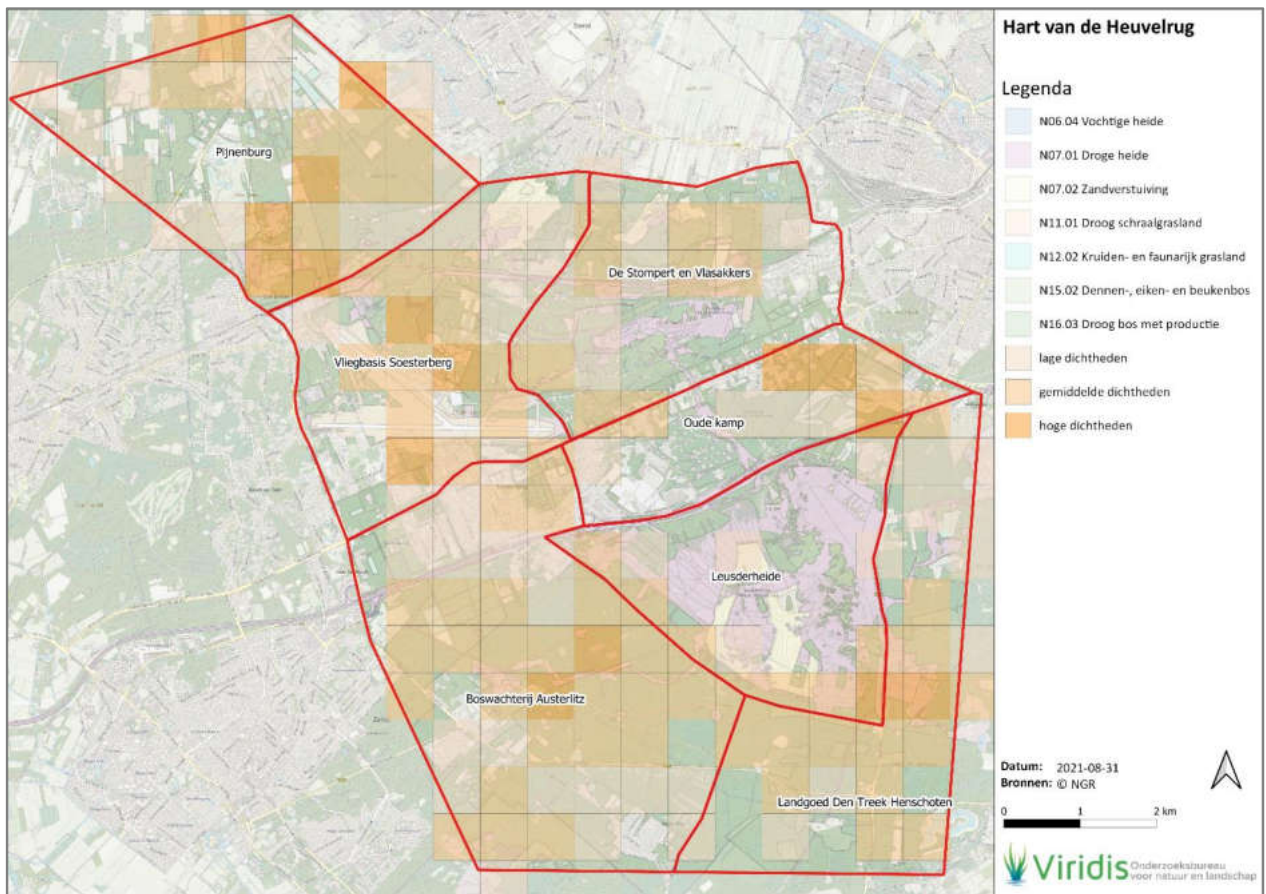 Hart van de Heuvelrug
Legenda
N06.04 Vochtige heide
N07.01 Droge heide
N07.02 Zandverstuiving
N11.01 Droog schraalgrasland
N12.02 Kruiden- en faunarijk grasland
N15.02 Dennen-, eiken- en beukenbos
N16.03 Droog bos met productie
lage dichtheden
gemiddelde dichtheden
hoge dichtheden
Pijnenburg
De Stompert en Vlasakkers
Vliegbasis Soesterberg
Oude kamp
Leusderheide
Boswachterij Austerlitz
Landgoed Den Treek Henschoten
Datum: 2021-08-31
Bronnen: © NGR
0 1 2 km
Viridis Onderzoeksbureau
voor natuur en landschap